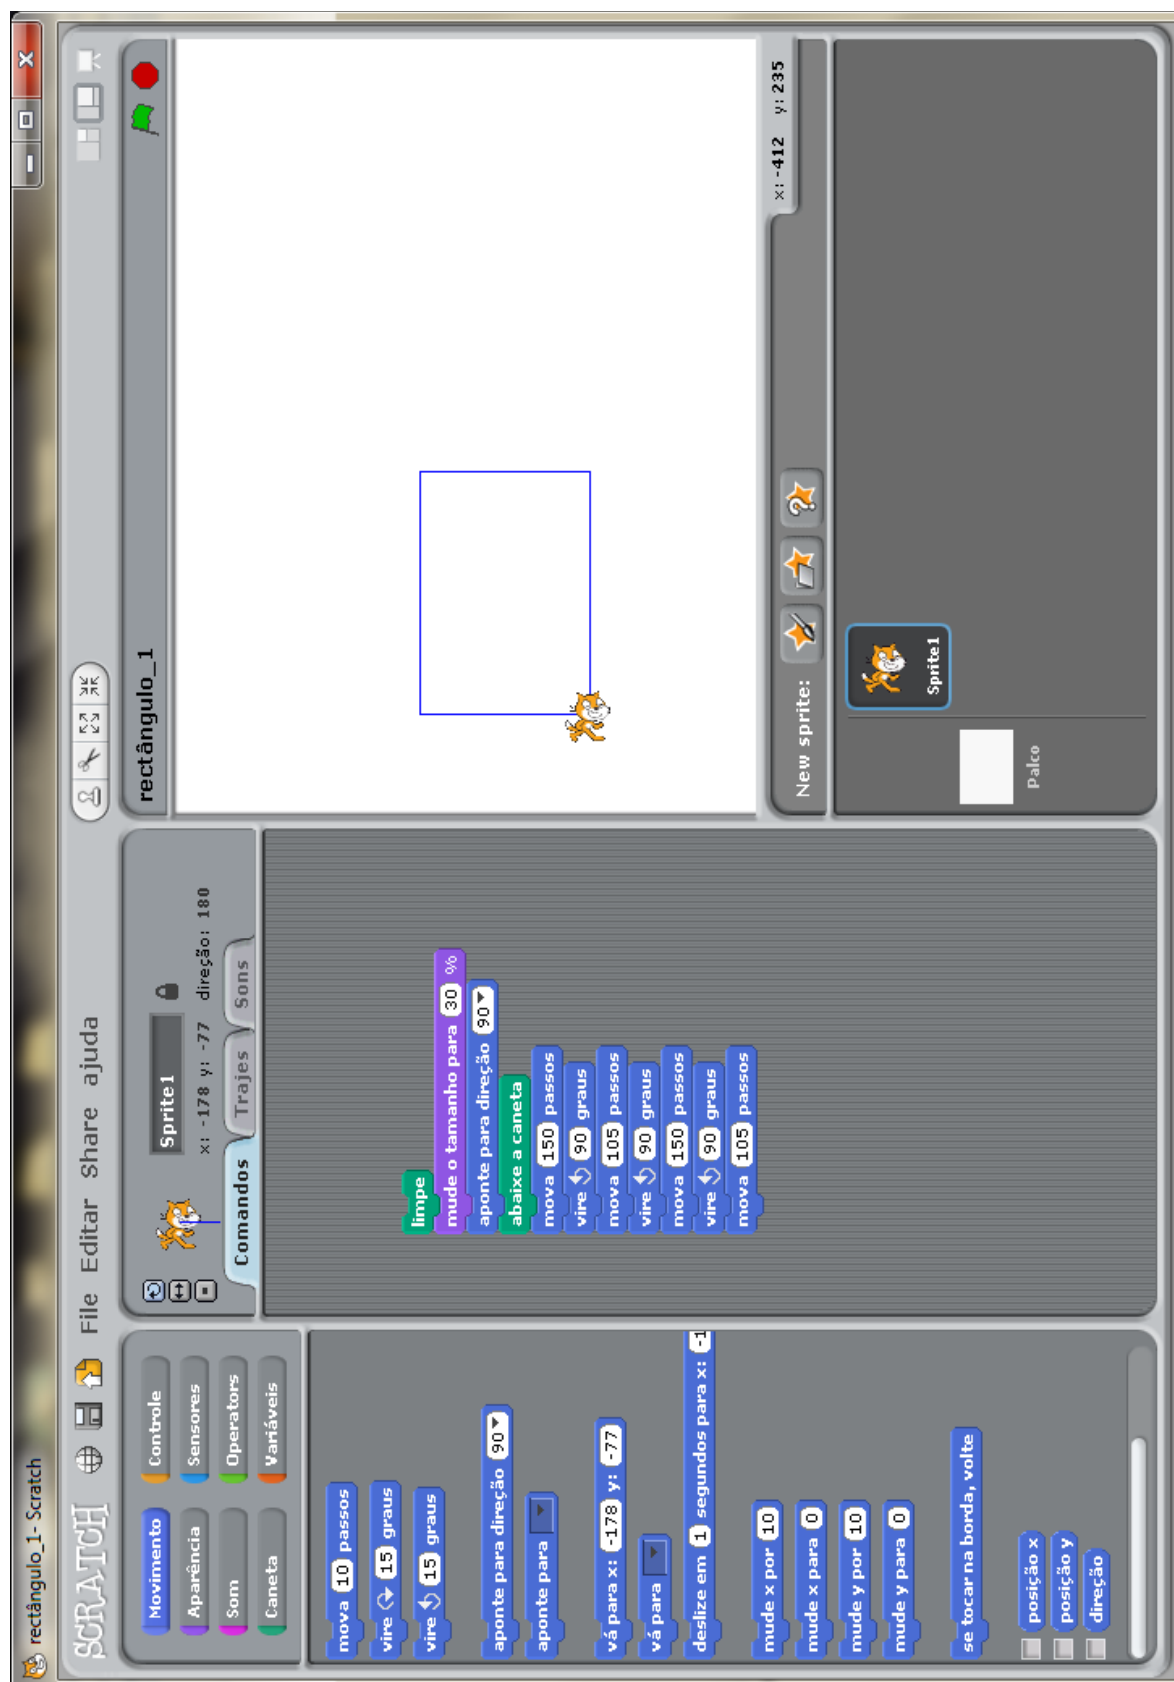 rectângulo_1- Scratch
SCRATCH
File Editar Share ajuda
Movimento Controle
Aparência Sensores
Som Operators
Caneta Variáveis
mova 10 passos
vire 15 graus
vire 15 graus
aponte para direção 90
aponte para
vá para x: -178 y: -77
vá para
deslize em 1 segundos para x: -1
mude x por 10
mude x para 0
mude y por 10
mude y para 0
se tocar na borda, volte
posição x
posição y
direção
Sprite1
x: -178 y: -77 direção: 180
Comandos Trajes Sons
limpe
mude o tamanho para 30 %
aponte para direção 90
abaixe a caneta
mova 150 passos
vire 90 graus
mova 105 passos
vire 90 graus
mova 150 passos
vire 90 graus
mova 105 passos
rectângulo_1
x: -412 y: 235
New sprite:
Sprite1
Palco